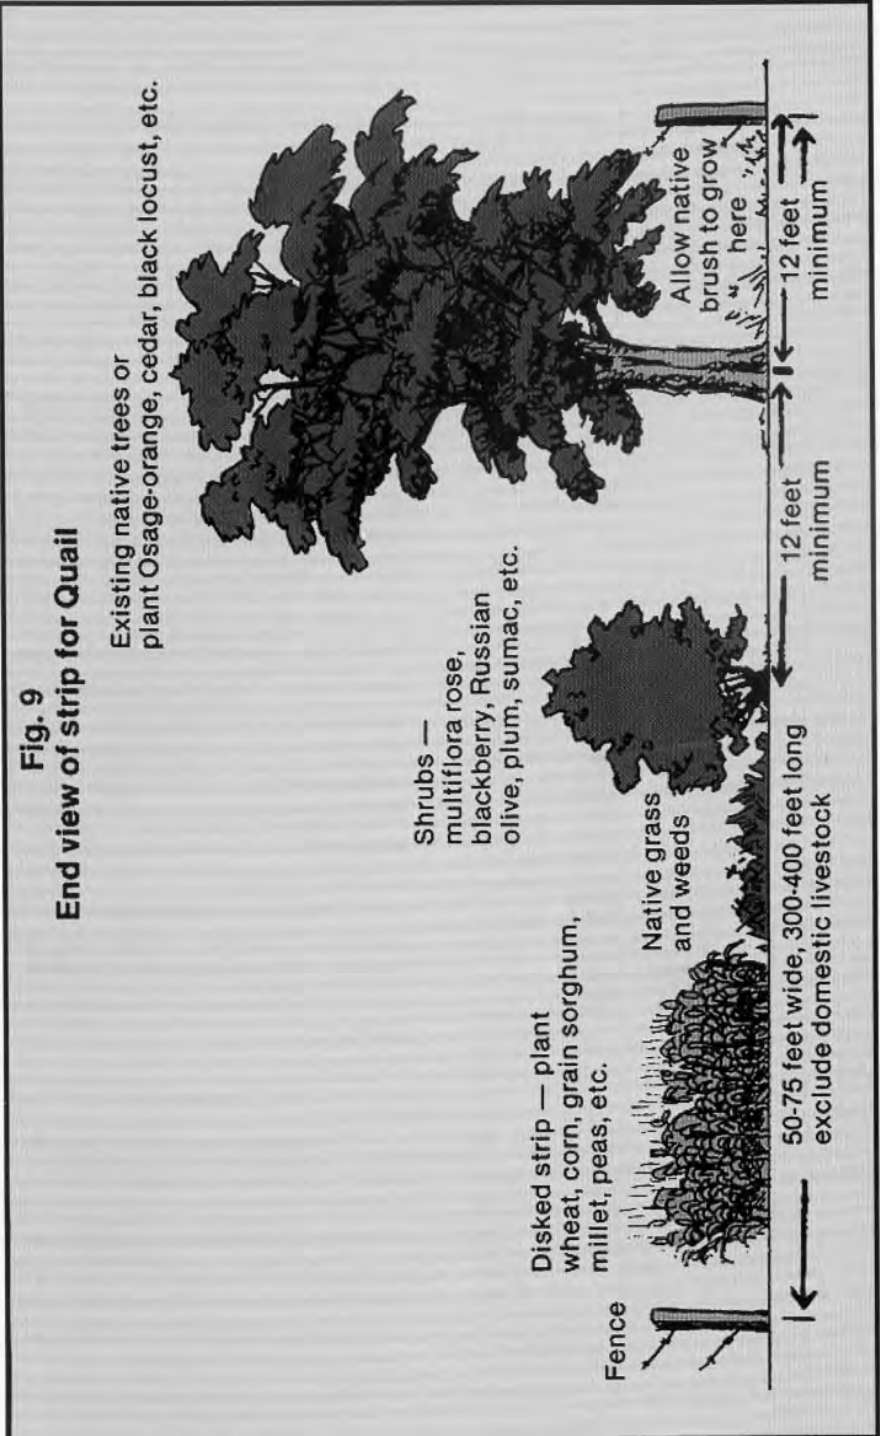 Fig. 9
End view of strip for Quail
Existing native trees or
plant Osage-orange, cedar, black locust, etc.
Shrubs —
multiflora rose,
blackberry, Russian
olive, plum, sumac, etc.
Disked strip — plant
wheat, corn, grain sorghum,
millet, peas, etc.
Fence
Native grass
and weeds
Allow native
brush to grow
here
50-75 feet wide, 300-400 feet long
exclude domestic livestock
12 feet
minimum
12 feet
minimum